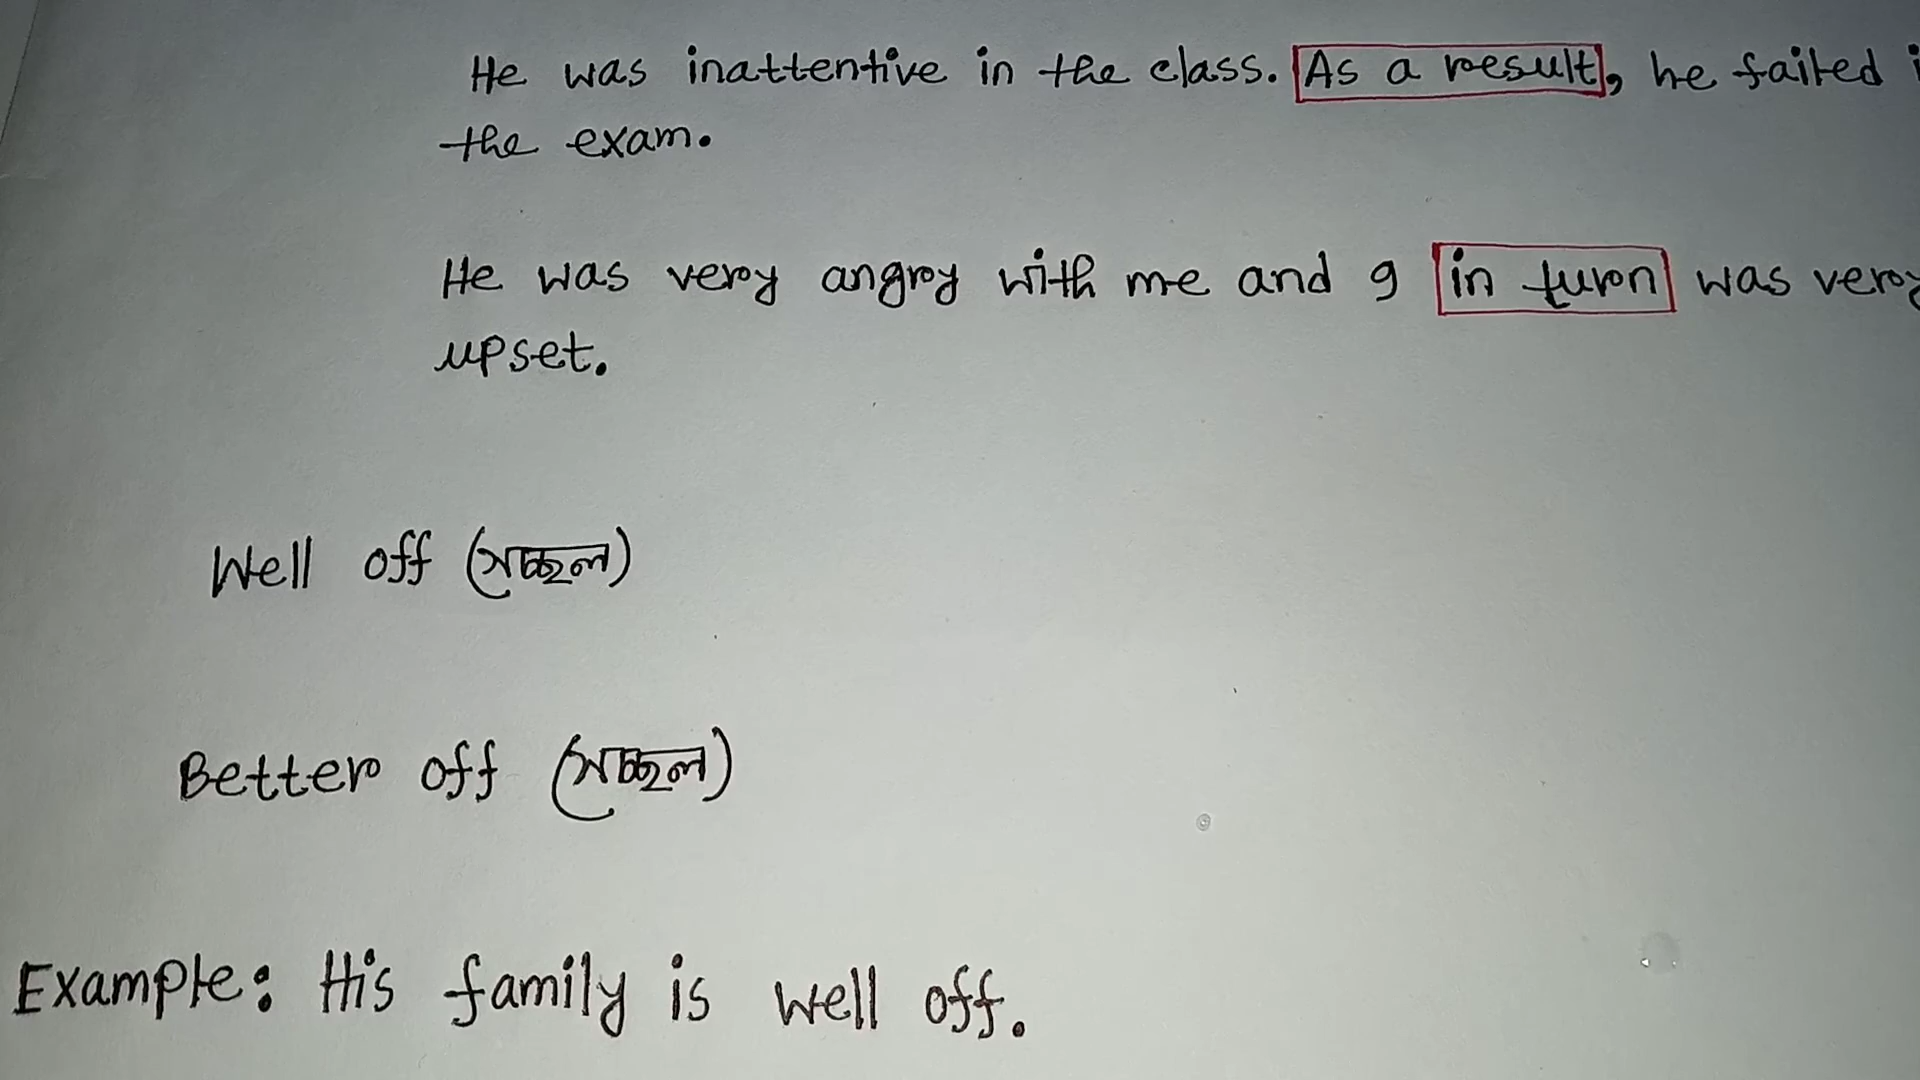 He was inattentive in the class. As a result, he failed
the exam.
He was very angry with me and I in turn was very
upset.
Well off (সচ্ছল)
Better off (সচ্ছল)
Example: His family is well off.